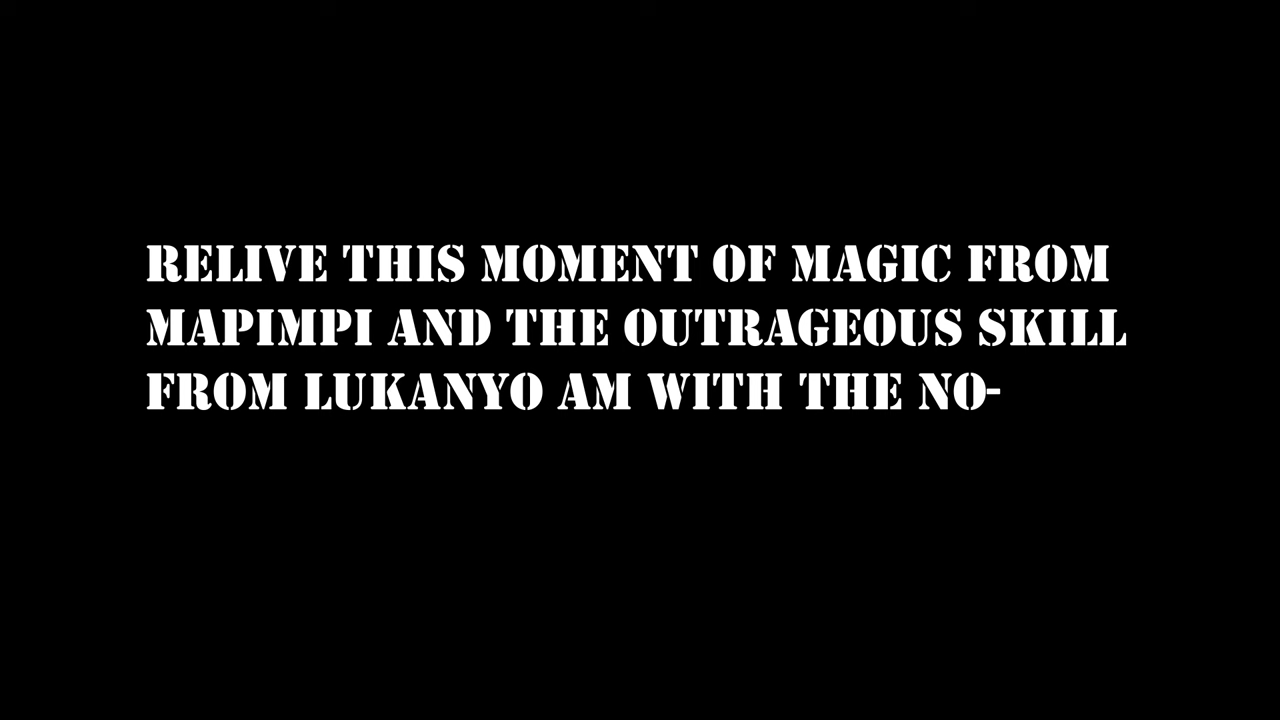 RELIVE THIS MOMENT OF MAGIC FROM
MAPIMPI AND THE OUTRAGEOUS SKILL
FROM LUKANYO AM WITH THE NO-